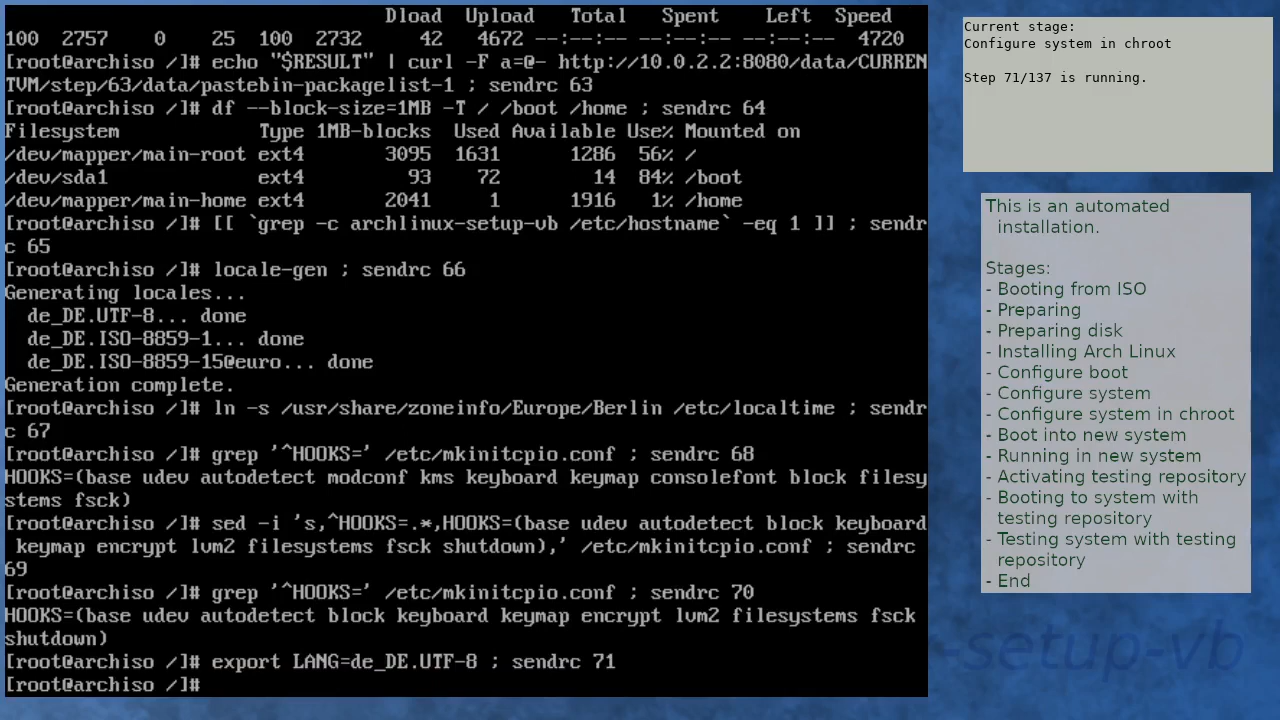 Dload  Upload   Total   Spent    Left  Speed
100  2757    0    25  100  2732     42   4672 --:--:-- --:--:-- --:--:--  4720
[root@archiso /]# echo "$RESULT" | curl -F a=@- http://10.0.2.2:8080/data/CURREN
TVM/step/63/data/pastebin-packagelist-1 ; sendrc 63
[root@archiso /]# df --block-size=1MB -T / /boot /home ; sendrc 64
Filesystem            Type 1MB-blocks  Used Available Use% Mounted on
/dev/mapper/main-root ext4       3095  1631      1286  56% /
/dev/sda1             ext4         93    72        14  84% /boot
/dev/mapper/main-home ext4       2041     1      1916   1% /home
[root@archiso /]# [[ `grep -c archlinux-setup-vb /etc/hostname` -eq 1 ]] ; sendr
c 65
[root@archiso /]# locale-gen ; sendrc 66
Generating locales...
  de_DE.UTF-8... done
  de_DE.ISO-8859-1... done
  de_DE.ISO-8859-15@euro... done
Generation complete.
[root@archiso /]# ln -s /usr/share/zoneinfo/Europe/Berlin /etc/localtime ; sendr
c 67
[root@archiso /]# grep '^HOOKS=' /etc/mkinitcpio.conf ; sendrc 68
HOOKS=(base udev autodetect modconf kms keyboard keymap consolefont block filesy
stems fsck)
[root@archiso /]# sed -i 's,^HOOKS=.*,HOOKS=(base udev autodetect block keyboard
 keymap encrypt lvm2 filesystems fsck shutdown),' /etc/mkinitcpio.conf ; sendrc
69
[root@archiso /]# grep '^HOOKS=' /etc/mkinitcpio.conf ; sendrc 70
HOOKS=(base udev autodetect block keyboard keymap encrypt lvm2 filesystems fsck
shutdown)
[root@archiso /]# export LANG=de_DE.UTF-8 ; sendrc 71
[root@archiso /]#
Current stage:
Configure system in chroot
Step 71/137 is running.
This is an automated
installation.
Stages:
- Booting from ISO
- Preparing
- Preparing disk
- Installing Arch Linux
- Configure boot
- Configure system
- Configure system in chroot
- Boot into new system
- Running in new system
- Activating testing repository
- Booting to system with
testing repository
- Testing system with testing
repository
- End
-setup-vb